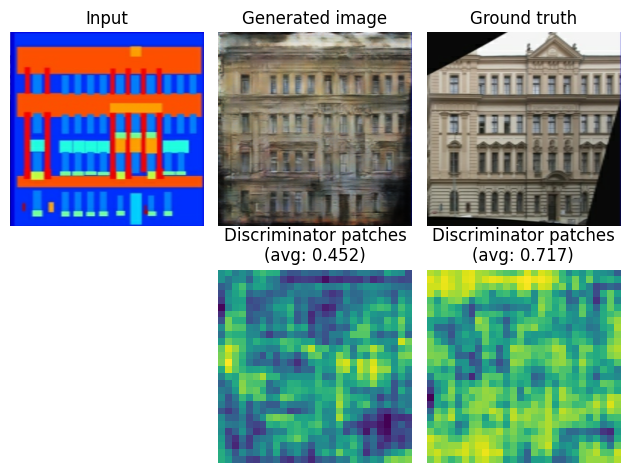 Input
Generated image
Ground truth
Discriminator patches
(avg: 0.452)
Discriminator patches
(avg: 0.717)